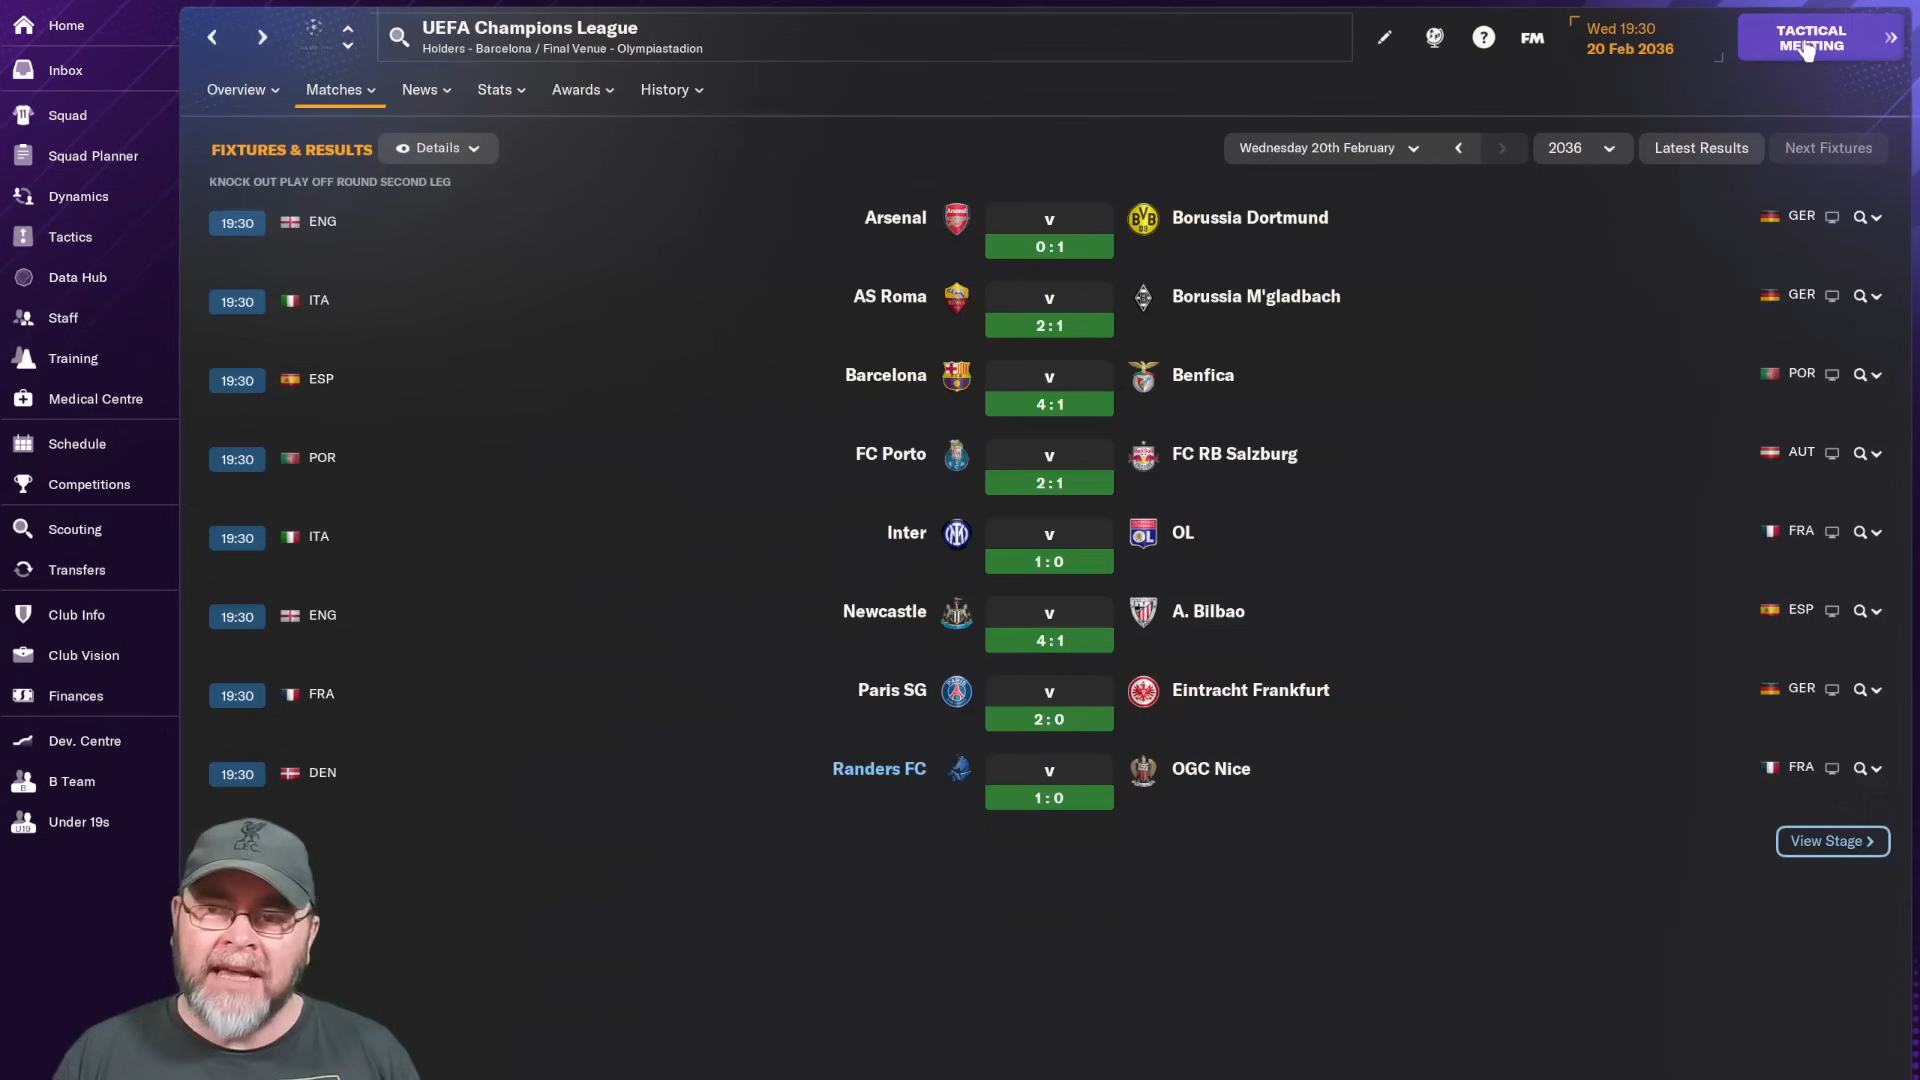 Home
Inbox
Squad
Squad Planner
Dynamics
Tactics
Data Hub
Staff
Training
Medical Centre
Schedule
Competitions
Scouting
Transfers
Club Info
Club Vision
Finances
Dev. Centre
B Team
Under 19s
UEFA Champions League
Holders - Barcelona / Final Venue - Olympiastadion
? FM
Wed 19:30
20 Feb 2036
TACTICAL
MEETING
Overview Matches News Stats Awards History
FIXTURES & RESULTS Details Wednesday 20th February 2036 Latest Results Next Fixtures
KNOCK OUT PLAY OFF ROUND SECOND LEG
19:30 ENG Arsenal v Borussia Dortmund GER
0 : 1
19:30 ITA AS Roma v Borussia M'gladbach GER
2 : 1
19:30 ESP Barcelona v Benfica POR
4 : 1
19:30 POR FC Porto v FC RB Salzburg AUT
2 : 1
19:30 ITA Inter v OL FRA
1 : 0
19:30 ENG Newcastle v A. Bilbao ESP
4 : 1
19:30 FRA Paris SG v Eintracht Frankfurt GER
2 : 0
19:30 DEN Randers FC v OGC Nice FRA
1 : 0
View Stage